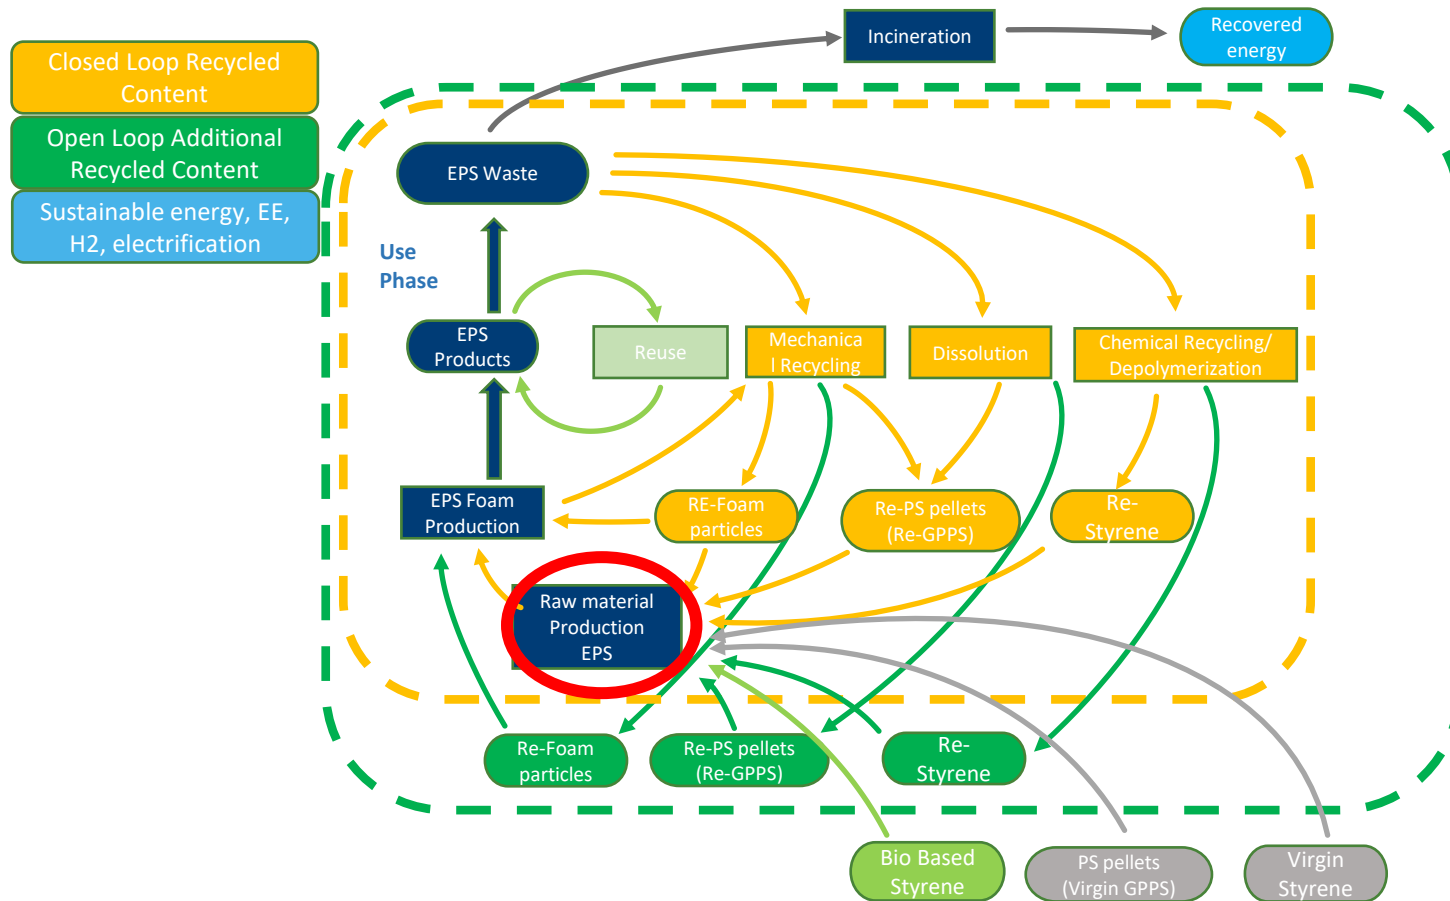 Incineration
Recovered
energy
Closed Loop Recycled
Content
Open Loop Additional
Recycled Content
Sustainable energy, EE,
H2, electrification
EPS Waste
Use
Phase
EPS
Products
Reuse
Mechanica
l Recycling
Dissolution
Chemical Recycling/
Depolymerization
EPS Foam
Production
RE-Foam
particles
Re-PS pellets
(Re-GPPS)
Re-
Styrene
Raw material
Production
EPS
Re-Foam
particles
Re-PS pellets
(Re-GPPS)
Re-
Styrene
Bio Based
Styrene
PS pellets
(Virgin GPPS)
Virgin
Styrene